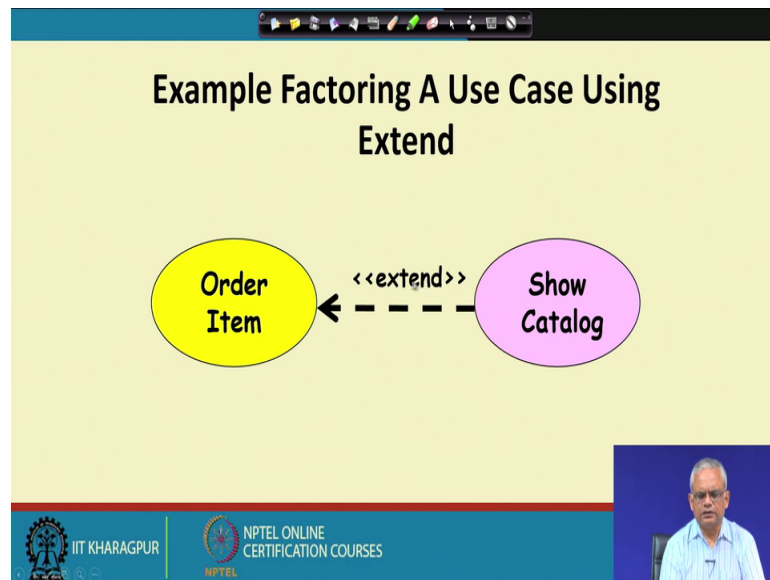 Example Factoring A Use Case Using
Extend
Order
Item
<<extend>>
Show
Catalog
IIT KHARAGPUR
NPTEL
NPTEL ONLINE
CERTIFICATION COURSES